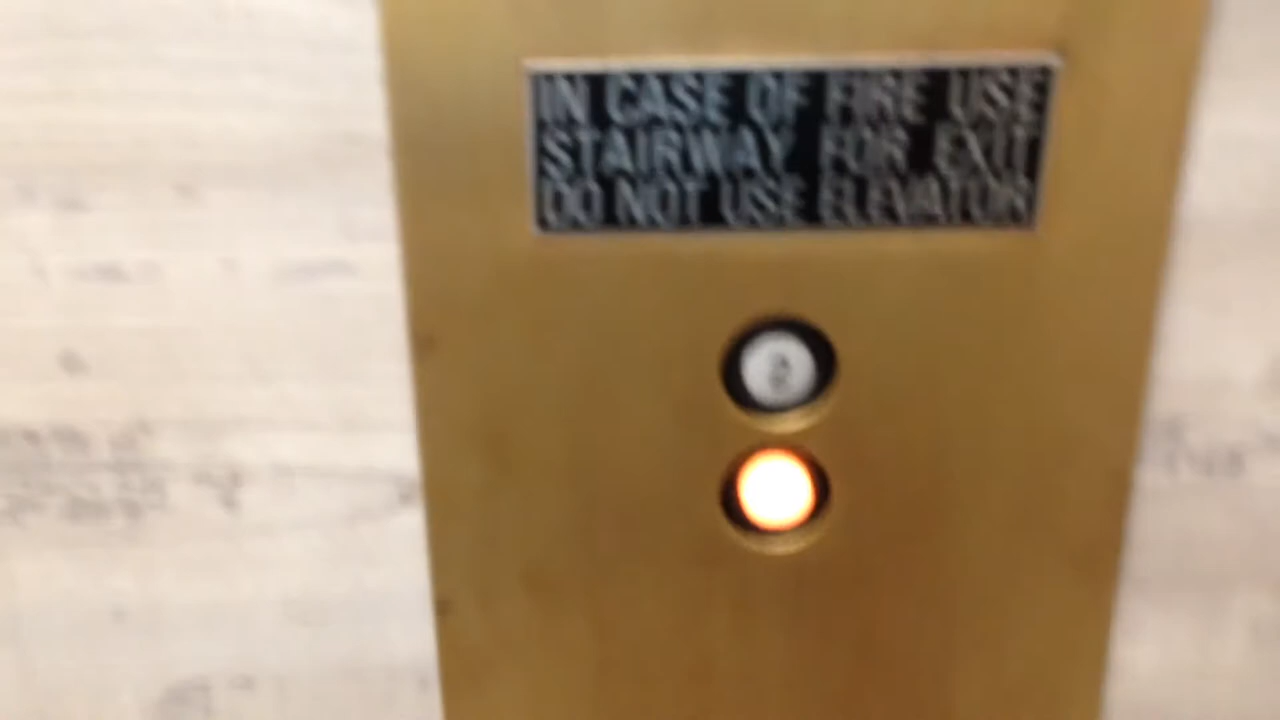 IN CASE OF FIRE USE
STAIRWAY FOR EXIT
DO NOT USE ELEVATOR